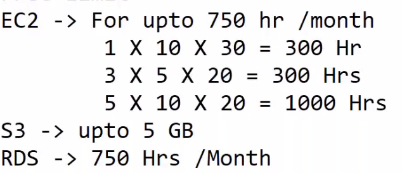 EC2 -> For upto 750 hr /month
1 X 10 X 30 = 300 Hr
3 X 5 X 20 = 300 Hrs
5 X 10 X 20 = 1000 Hrs
S3 -> upto 5 GB
RDS -> 750 Hrs /Month